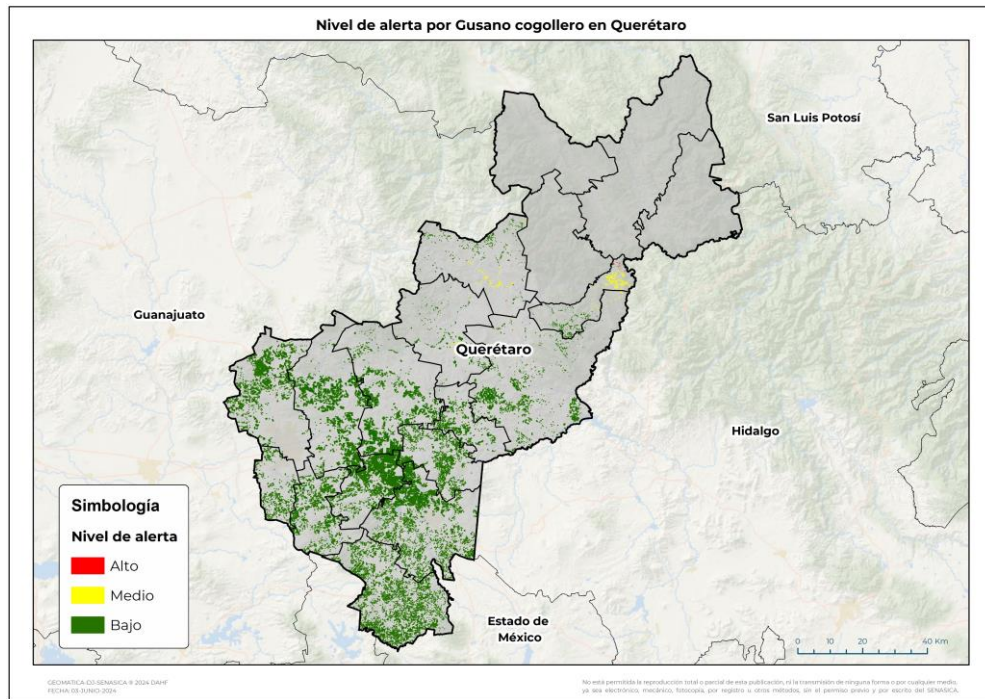 Nivel de alerta por Gusano cogollero en Querétaro
San Luis Potosí
Guanajuato
Querétaro
Hidalgo
Estado de
México
Simbología
Nivel de alerta
Alto
Medio
Bajo
0 10 20 40 Km
GEOMATICA-CG-SENASICA © 2024 DAHF
FECHA 03-JUNIO-2024
No está permitida la reproducción total o parcial de esta publicación, ni la transmisión de ninguna forma o por cualquier medio,
ya sea electrónico, mecánico, fotocopia, por registro u otros métodos, sin el permiso previo y por escrito del SENASICA.